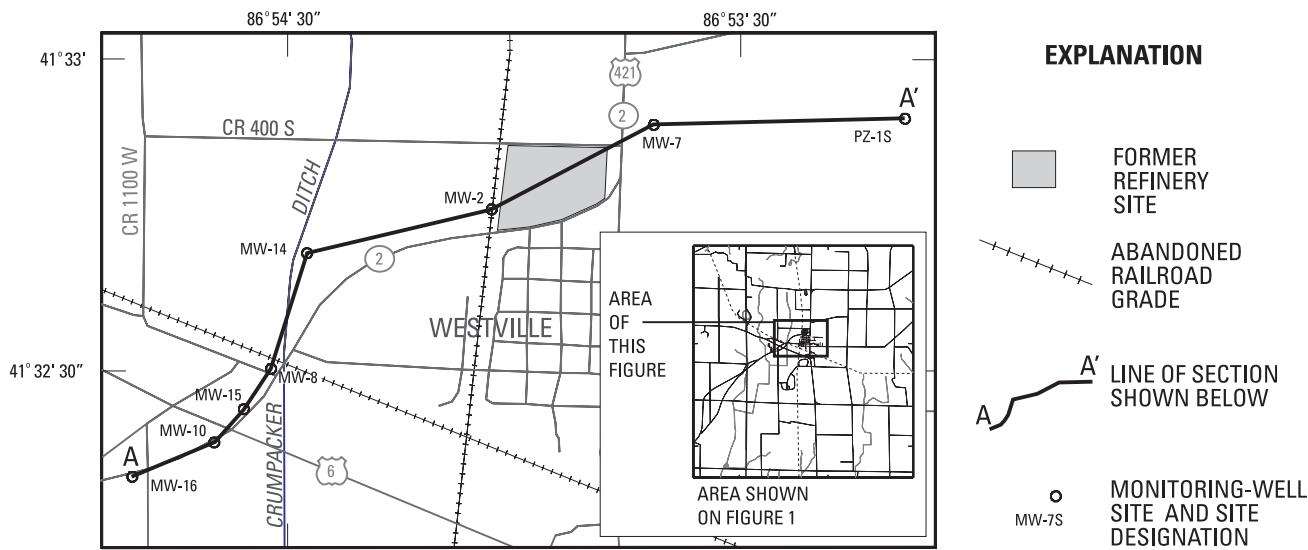 86°54'30"
86°53'30"
41°33'
421
2
A'
CR 400 S
MW-7
PZ-1S
CR 1100 W
DITCH
MW-2
MW-14
2
WESTVILLE
41°32'30"
MW-8
MW-15
MW-10
A
MW-16
CRUMPACKER
6
AREA
OF
THIS
FIGURE
AREA SHOWN
ON FIGURE 1
EXPLANATION
FORMER
REFINERY
SITE
ABANDONED
RAILROAD
GRADE
A'
A
LINE OF SECTION
SHOWN BELOW
MW-7S
MONITORING-WELL
SITE AND SITE
DESIGNATION